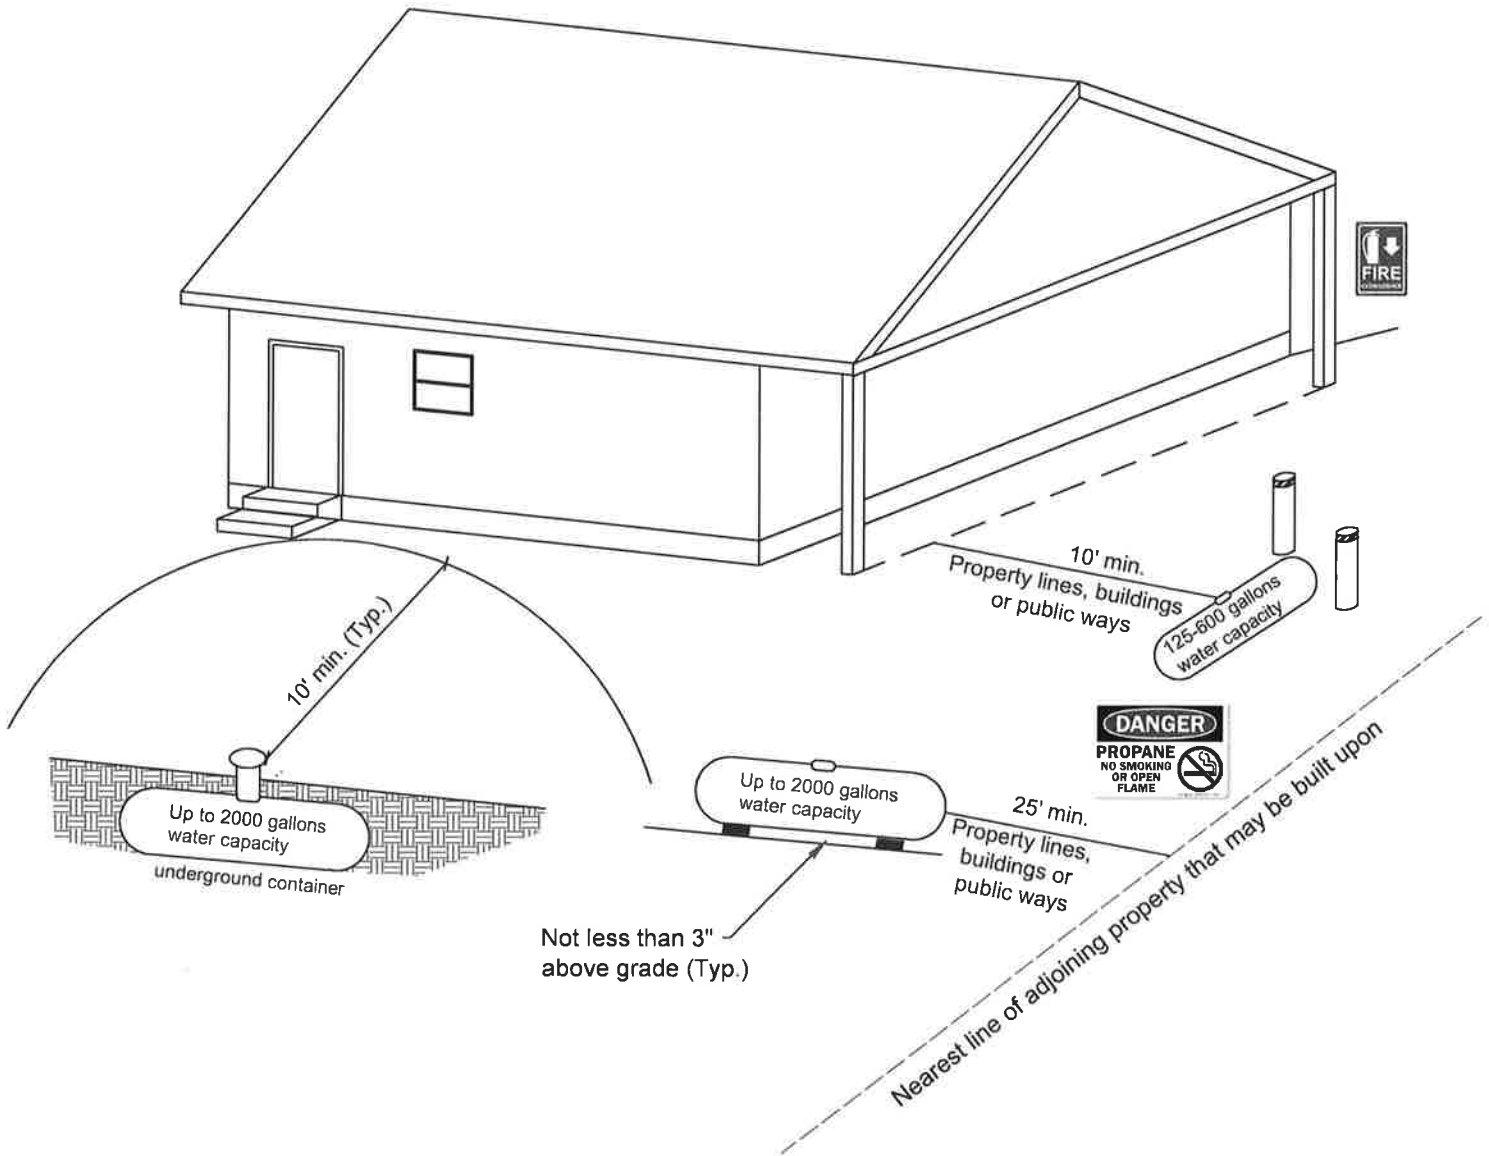 FIRE
10' min.
Property lines, buildings
or public ways
125-600 gallons
water capacity
10' min. (Typ.)
DANGER
PROPANE
NO SMOKING
OR OPEN
FLAME
Up to 2000 gallons
water capacity
underground container
Up to 2000 gallons
water capacity
25' min.
Property lines,
buildings or
public ways
Not less than 3"
above grade (Typ.)
Nearest line of adjoining property that may be built upon